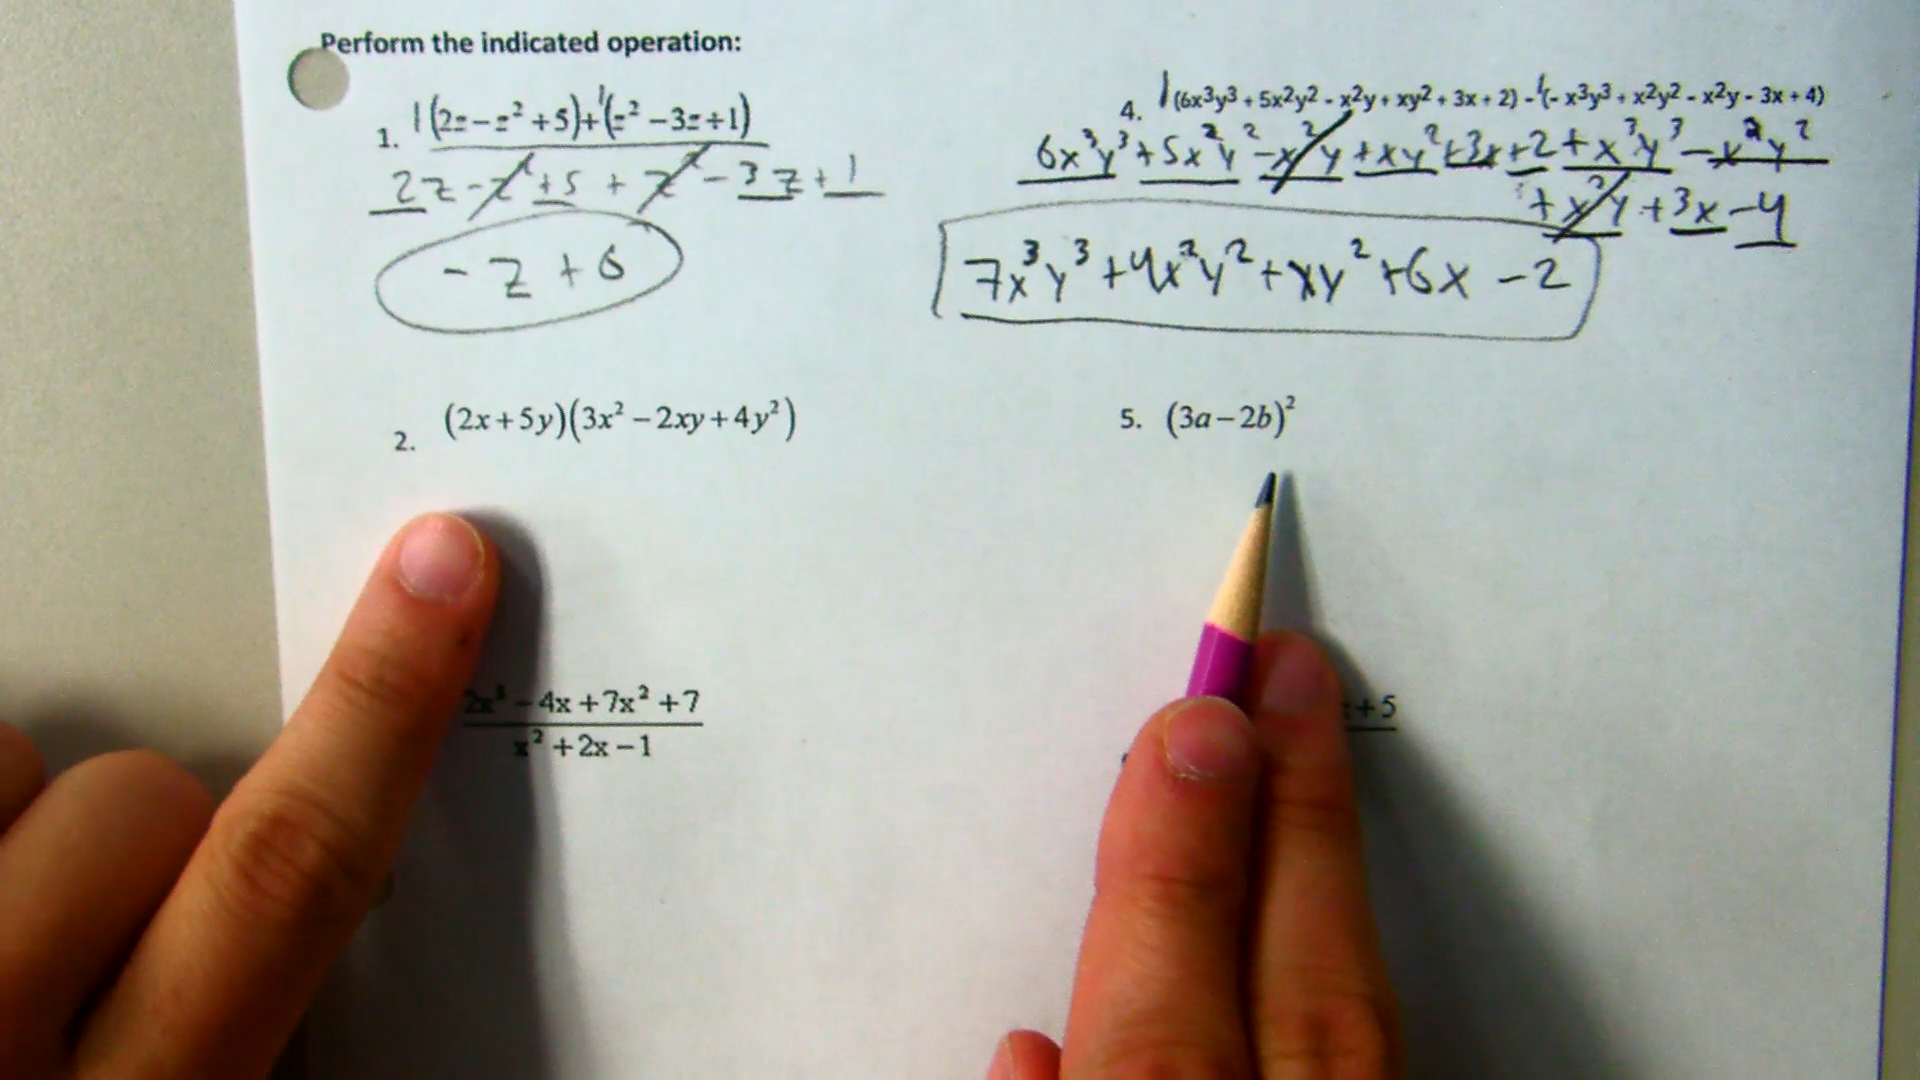 Perform the indicated operation:
1. 1(2z − z² + 5) + 1(z² − 3z + 1)
2z − z² + 5 + z² − 3z + 1
−z + 6
4. 1(6x³y³ + 5x²y² - x²y + xy² + 3x + 2) - 1(- x³y³ + x²y² - x²y - 3x + 4)
6x³y³ + 5x²y² − x²y + xy² + 3x + 2 + x³y³ − x²y²
+ x²y + 3x − 4
7x³y³ + 4x²y² + xy² + 6x − 2
2. (2x + 5y)(3x² − 2xy + 4y²)
5. (3a − 2b)²
2x³ − 4x + 7x² + 7
x² + 2x − 1
+ 5